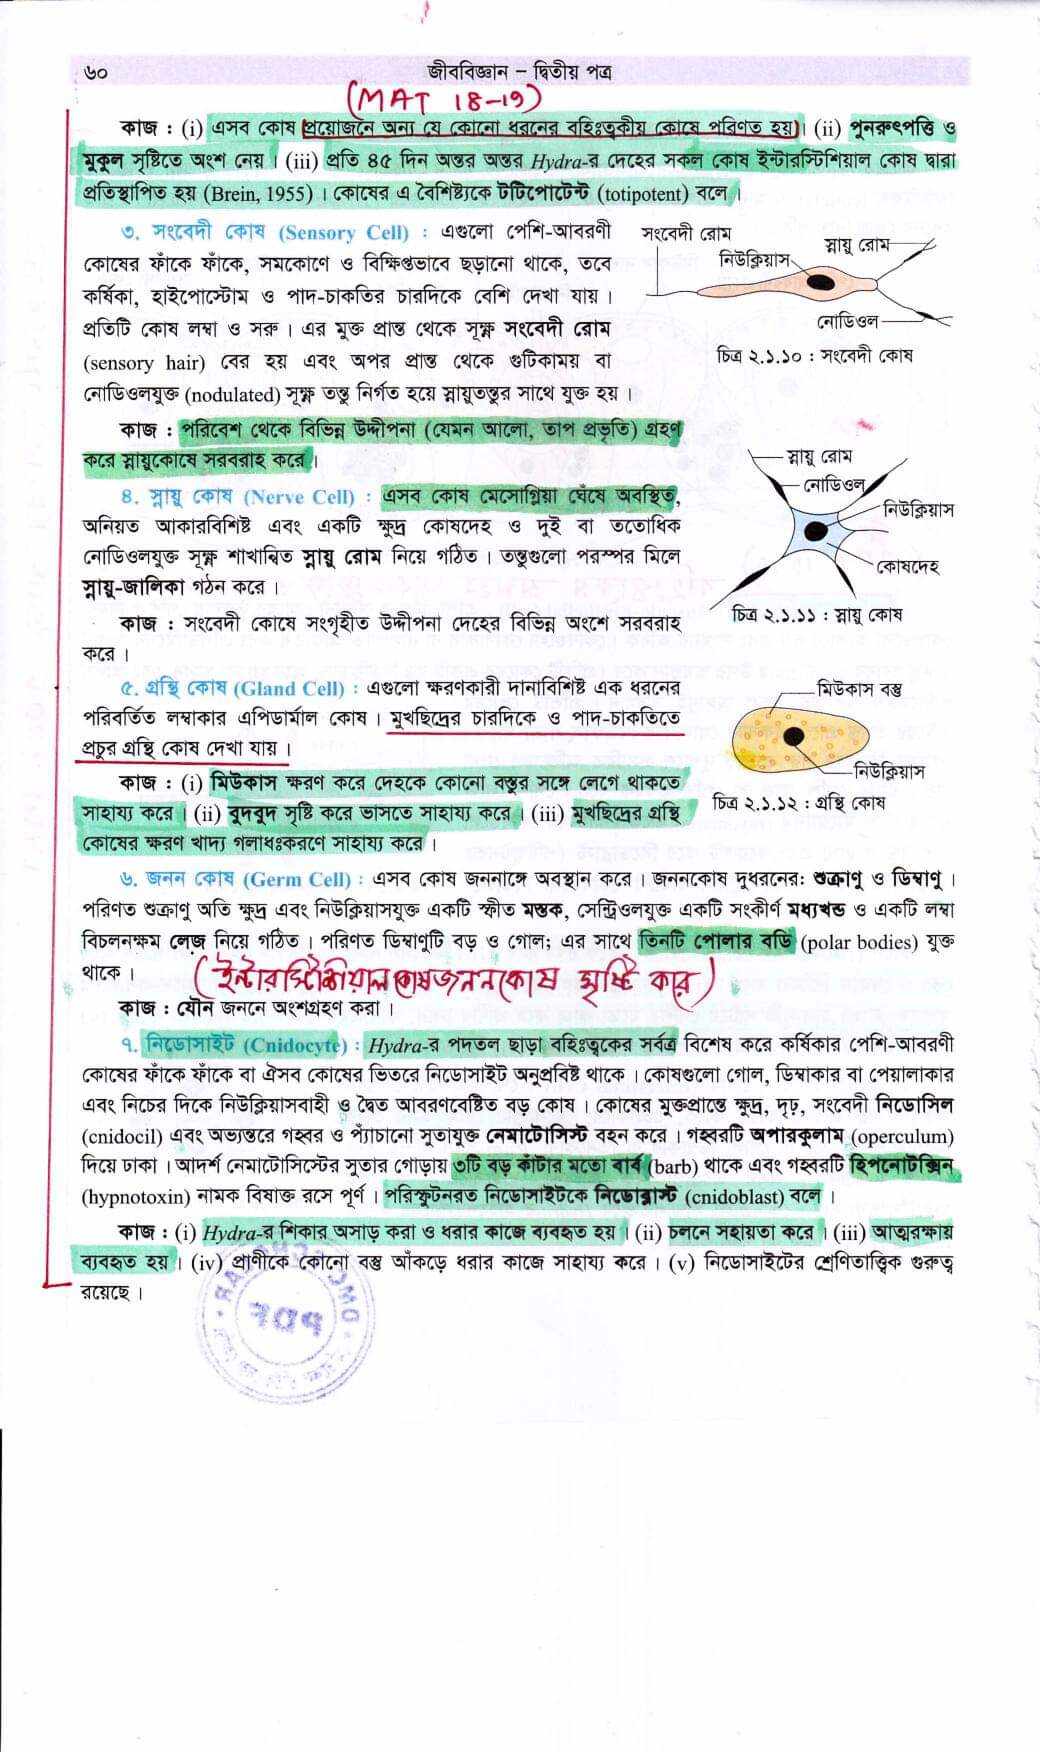 ৬০
জীববিজ্ঞান – দ্বিতীয় পত্র
(MAT 18-19)
কাজ : (i) এসব কোষ প্রয়োজনে অন্য যে কোনো ধরনের বহিঃত্বকীয় কোষে পরিণত হয়। (ii) পুনরুৎপত্তি ও
মুকুল সৃষ্টিতে অংশ নেয়। (iii) প্রতি ৪৫ দিন অন্তর অন্তর Hydra-র দেহের সকল কোষ ইন্টারস্টিশিয়াল কোষ দ্বারা
প্রতিস্থাপিত হয় (Brein, 1955)। কোষের এ বৈশিষ্ট্যকে টটিপোটেন্ট (totipotent) বলে।
৩. সংবেদী কোষ (Sensory Cell) : এগুলো পেশি-আবরণী
কোষের ফাঁকে ফাঁকে, সমকোণে ও বিক্ষিপ্তভাবে ছড়ানো থাকে, তবে
কর্ষিকা, হাইপোস্টোম ও পাদ-চাকতির চারদিকে বেশি দেখা যায়।
প্রতিটি কোষ লম্বা ও সরু। এর মুক্ত প্রান্ত থেকে সূক্ষ্ণ সংবেদী রোম
(sensory hair) বের হয় এবং অপর প্রান্ত থেকে গুটিকাময় বা
নোডিওলযুক্ত (nodulated) সূক্ষ্ণ তন্তু নির্গত হয়ে স্নায়ুতন্তুর সাথে যুক্ত হয়।
সংবেদী রোম
নিউক্লিয়াস
স্নায়ু রোম
নোডিওল
চিত্র ২.১.১০ : সংবেদী কোষ
কাজ : পরিবেশ থেকে বিভিন্ন উদ্দীপনা (যেমন আলো, তাপ প্রভৃতি) গ্রহণ
করে স্নায়ুকোষে সরবরাহ করে।
৪. স্নায়ু কোষ (Nerve Cell) : এসব কোষ মেসোগ্লিয়া ঘেঁষে অবস্থিত,
অনিয়ত আকারবিশিষ্ট এবং একটি ক্ষুদ্র কোষদেহ ও দুই বা ততোধিক
নোডিওলযুক্ত সূক্ষ্ণ শাখান্বিত স্নায়ু রোম নিয়ে গঠিত। তন্তুগুলো পরস্পর মিলে
স্নায়ু-জালিকা গঠন করে।
কাজ : সংবেদী কোষে সংগৃহীত উদ্দীপনা দেহের বিভিন্ন অংশে সরবরাহ
করে।
স্নায়ু রোম
নোডিওল
নিউক্লিয়াস
কোষদেহ
চিত্র ২.১.১১ : স্নায়ু কোষ
৫. গ্রন্থি কোষ (Gland Cell) : এগুলো ক্ষরণকারী দানাবিশিষ্ট এক ধরনের
পরিবর্তিত লম্বাকার এপিডার্মাল কোষ। মুখছিদ্রের চারদিকে ও পাদ-চাকতিতে
প্রচুর গ্রন্থি কোষ দেখা যায়।
কাজ : (i) মিউকাস ক্ষরণ করে দেহকে কোনো বস্তুর সঙ্গে লেগে থাকতে
সাহায্য করে। (ii) বুদবুদ সৃষ্টি করে ভাসতে সাহায্য করে। (iii) মুখছিদ্রের গ্রন্থি
কোষের ক্ষরণ খাদ্য গলাধঃকরণে সাহায্য করে।
মিউকাস বস্তু
নিউক্লিয়াস
চিত্র ২.১.১২ : গ্রন্থি কোষ
৬. জনন কোষ (Germ Cell) : এসব কোষ জননাঙ্গে অবস্থান করে। জননকোষ দুধরনের: শুক্রাণু ও ডিম্বাণু।
পরিণত শুক্রাণু অতি ক্ষুদ্র এবং নিউক্লিয়াসযুক্ত একটি স্ফীত মস্তক, সেন্ট্রিওলযুক্ত একটি সংকীর্ণ মধ্যখন্ড ও একটি লম্বা
বিচলনক্ষম লেজ নিয়ে গঠিত। পরিণত ডিম্বাণুটি বড় ও গোল; এর সাথে তিনটি পোলার বডি (polar bodies) যুক্ত
থাকে।
(ইন্টারস্টিশিয়াল কোষ জনন কোষ সৃষ্টি করে)
কাজ : যৌন জননে অংশগ্রহণ করা।
৭. নিডোসাইট (Cnidocyte) : Hydra-র পদতল ছাড়া বহিঃত্বকের সর্বত্র বিশেষ করে কর্ষিকার পেশি-আবরণী
কোষের ফাঁকে ফাঁকে বা ঐসব কোষের ভিতরে নিডোসাইট অনুপ্রবিষ্ট থাকে। কোষগুলো গোল, ডিম্বাকার বা পেয়ালাকার
এবং নিচের দিকে নিউক্লিয়াসবাহী ও দ্বৈত আবরণবেষ্টিত বড় কোষ। কোষের মুক্তপ্রান্তে ক্ষুদ্র, দৃঢ়, সংবেদী নিডোসিল
(cnidocil) এবং অভ্যন্তরে গহ্বর ও প্যাঁচানো সুতাযুক্ত নেমাটোসিস্ট বহন করে। গহ্বরটি অপারকুলাম (operculum)
দিয়ে ঢাকা। আদর্শ নেমাটোসিস্টের সুতার গোড়ায় ৩টি বড় কাঁটার মতো বার্ব (barb) থাকে এবং গহ্বরটি হিপনোটক্সিন
(hypnotoxin) নামক বিষাক্ত রসে পূর্ণ। পরিস্ফুটনরত নিডোসাইটকে নিডোব্লাস্ট (cnidoblast) বলে।
কাজ : (i) Hydra-র শিকার অসাড় করা ও ধরার কাজে ব্যবহৃত হয়। (ii) চলনে সহায়তা করে। (iii) আত্মরক্ষায়
ব্যবহৃত হয়। (iv) প্রাণীকে কোনো বস্তু আঁকড়ে ধরার কাজে সাহায্য করে। (v) নিডোসাইটের শ্রেণিতাত্ত্বিক গুরুত্ব
রয়েছে।